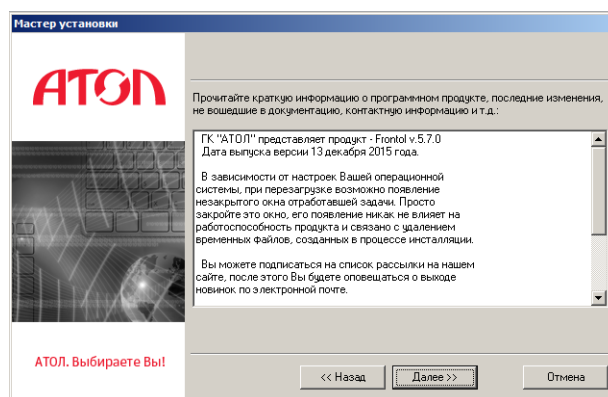 Мастер установки
АТОЛ
Прочитайте краткую информацию о программном продукте, последние изменения,
не вошедшие в документацию, контактную информацию и т.д.:
ГК "АТОЛ" представляет продукт - Frontol v.5.7.0
Дата выпуска версии 13 декабря 2015 года.
В зависимости от настроек Вашей операционной
системы, при перезагрузке возможно появление
незакрытого окна отработавшей задачи. Просто
закройте это окно, его появление никак не влияет на
работоспособность продукта и связано с удалением
временных файлов, созданных в процессе инсталляции.
Вы можете подписаться на список рассылки на нашем
сайте, после этого Вы будете оповещаться о выходе
новинок по электронной почте.
АТОЛ. Выбираете Вы!
<< Назад
Далее >>
Отмена